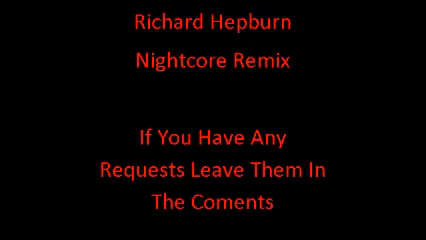 Richard Hepburn
Nightcore Remix
If You Have Any
Requests Leave Them In
The Coments